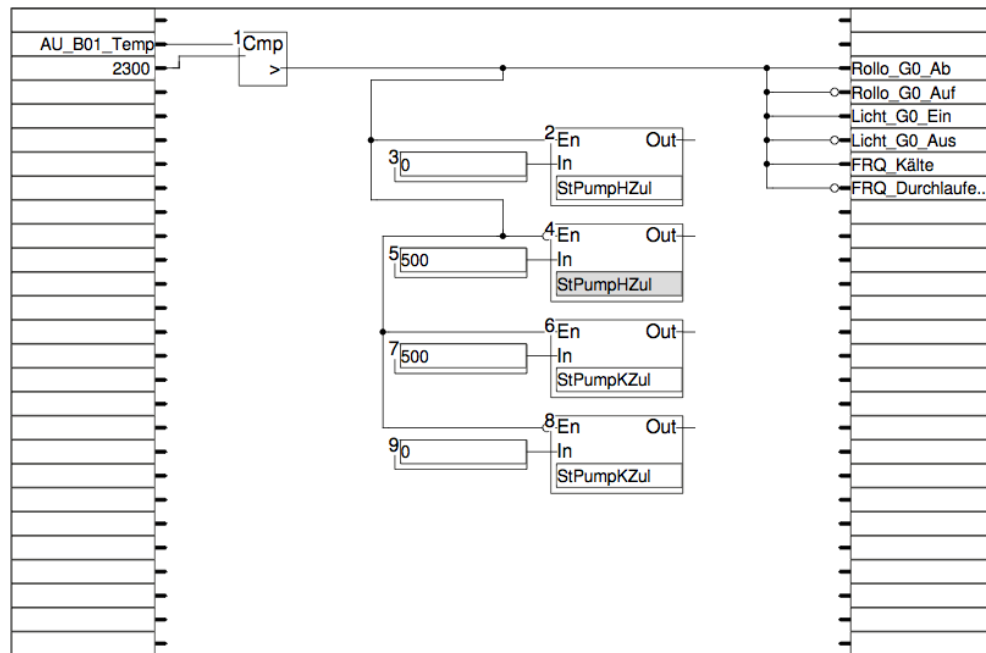 1 Cmp
AU_B01_Temp
2300
>
Rollo_G0_Ab
Rollo_G0_Auf
Licht_G0_Ein
Licht_G0_Aus
FRQ_Kälte
FRQ_Durchlaufe..
2 En Out
3 0
In
StPumpHZul
4 En Out
5 500
In
StPumpHZul
6 En Out
7 500
In
StPumpKZul
8 En Out
9 0
In
StPumpKZul